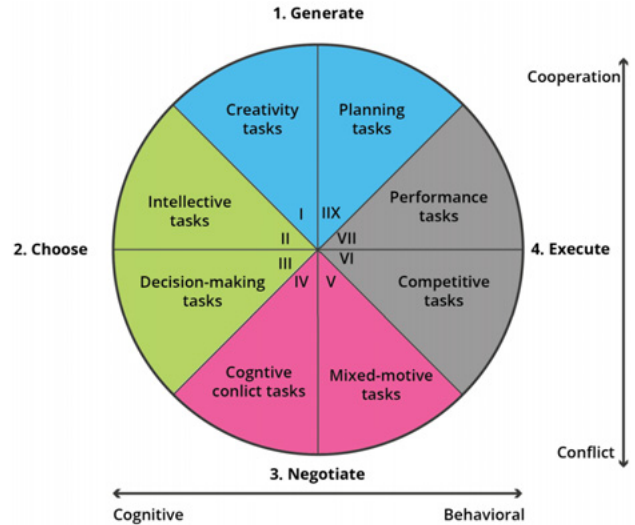 1. Generate
Cooperation
Creativity
tasks
Planning
tasks
Intellective
tasks
Performance
tasks
I
IIX
II
VII
2. Choose
4. Execute
III
VI
Decision-making
tasks
IV
V
Competitive
tasks
Cogntive
conlict tasks
Mixed-motive
tasks
Conflict
3. Negotiate
Cognitive
Behavioral